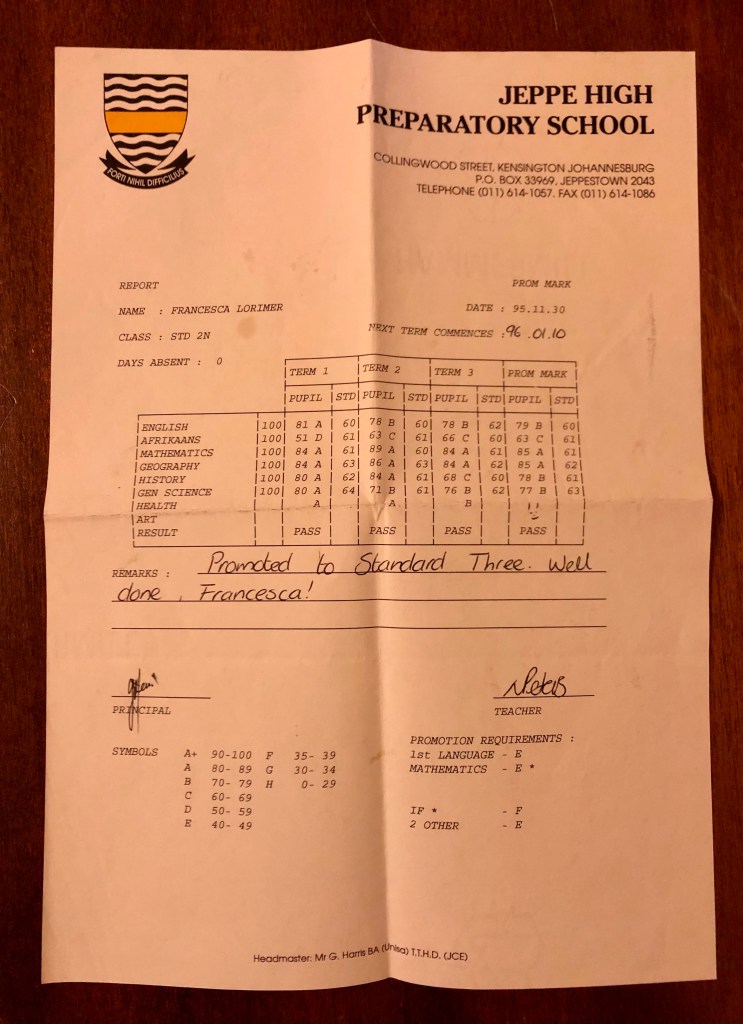 JEPPE HIGH
PREPARATORY SCHOOL
FORTI NIHIL DIFFICILIUS
COLLINGWOOD STREET, KENSINGTON JOHANNESBURG
P.O. BOX 33969, JEPPESTOWN 2043
TELEPHONE (011) 614-1057. FAX (011) 614-1086
REPORT PROM MARK
NAME : FRANCESCA LORIMER DATE : 95.11.30
CLASS : STD 2N NEXT TERM COMMENCES : 96.01.10
DAYS ABSENT : 0
TERM 1 TERM 2 TERM 3 PROM MARK
PUPIL STD PUPIL STD PUPIL STD PUPIL STD
ENGLISH 100 81 A 60 78 B 60 78 B 62 79 B 60
AFRIKAANS 100 51 D 61 63 C 61 66 C 60 63 C 61
MATHEMATICS 100 84 A 61 89 A 60 84 A 61 85 A 61
GEOGRAPHY 100 84 A 63 86 A 63 84 A 62 85 A 62
HISTORY 100 80 A 62 84 A 61 68 C 60 78 B 61
GEN SCIENCE 100 80 A 64 71 B 61 76 B 62 77 B 63
HEALTH A A B
ART
RESULT PASS PASS PASS PASS
REMARKS : Promoted to Standard Three. Well
done, Francesca!
PRINCIPAL TEACHER
SYMBOLS A+ 90-100 F 35- 39
A 80- 89 G 30- 34
B 70- 79 H 0- 29
C 60- 69
D 50- 59
E 40- 49
PROMOTION REQUIREMENTS :
1st LANGUAGE - E
MATHEMATICS - E *
IF * - F
2 OTHER - E
Headmaster: Mr G. Harris BA (Unisa) T.T.H.D. (JCE)